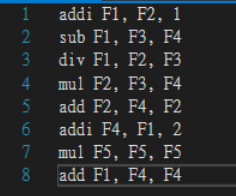 1 addi F1, F2, 1
2 sub F1, F3, F4
3 div F1, F2, F3
4 mul F2, F3, F4
5 add F2, F4, F2
6 addi F4, F1, 2
7 mul F5, F5, F5
8 add F1, F4, F4